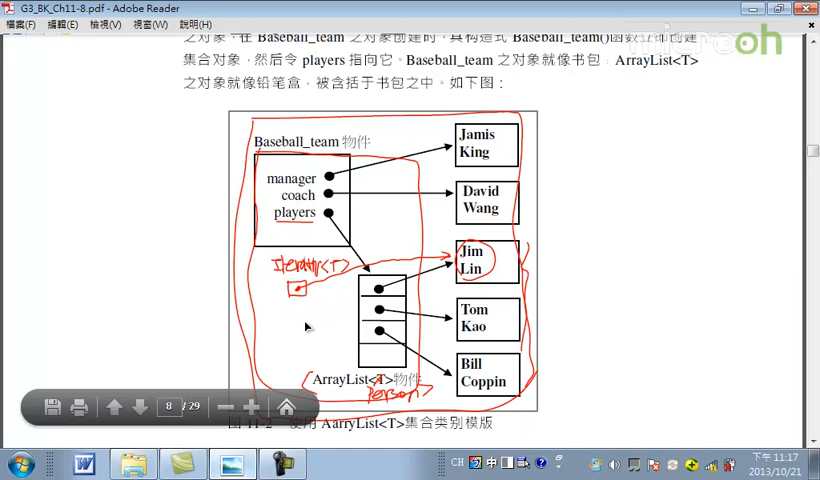 G3_BK_Ch11-8.pdf - Adobe Reader
檔案(F) 編輯(E) 檢視(V) 視窗(W) 說明(H)
microoh
之对象，在 Baseball_team 之对象创建时，其构造式 Baseball_team()函数立即创建
集合对象，然后令 players 指向它。Baseball_team 之对象就像书包，ArrayList<T>
之对象就像铅笔盒，被含括于书包之中。如下图：
Baseball_team 物件
manager
coach
players
Jamis
King
David
Wang
Iterator<T>
Jim
Lin
Tom
Kao
Bill
Coppin
ArrayList<T>物件
Person
8 / 29
图 11-2 使用 AarryList<T>集合类别模版
CH 中
下午 11:17
2013/10/21